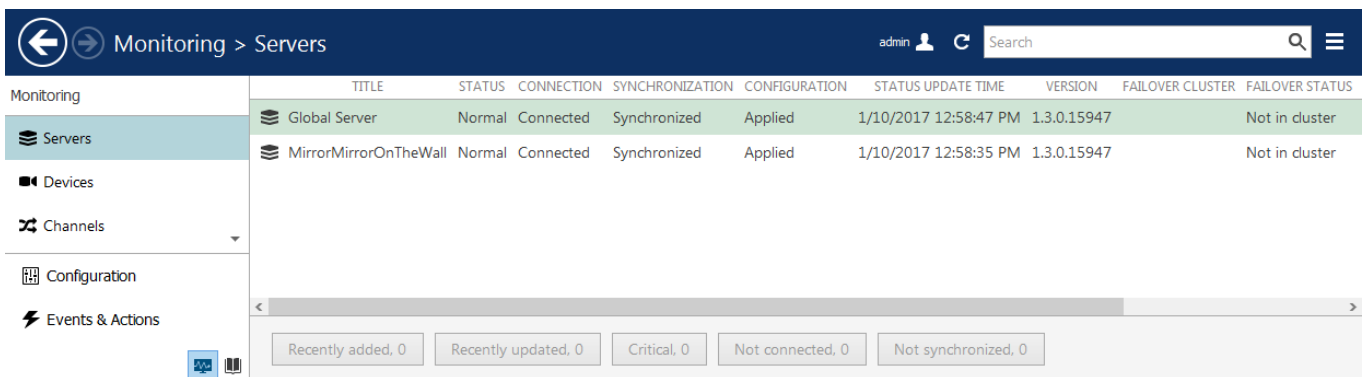 Monitoring > Servers
admin
Search
Monitoring
Servers
Devices
Channels
Configuration
Events & Actions
TITLE STATUS CONNECTION SYNCHRONIZATION CONFIGURATION STATUS UPDATE TIME VERSION FAILOVER CLUSTER FAILOVER STATUS
Global Server Normal Connected Synchronized Applied 1/10/2017 12:58:47 PM 1.3.0.15947 Not in cluster
MirrorMirrorOnTheWall Normal Connected Synchronized Applied 1/10/2017 12:58:35 PM 1.3.0.15947 Not in cluster
Recently added, 0 Recently updated, 0 Critical, 0 Not connected, 0 Not synchronized, 0